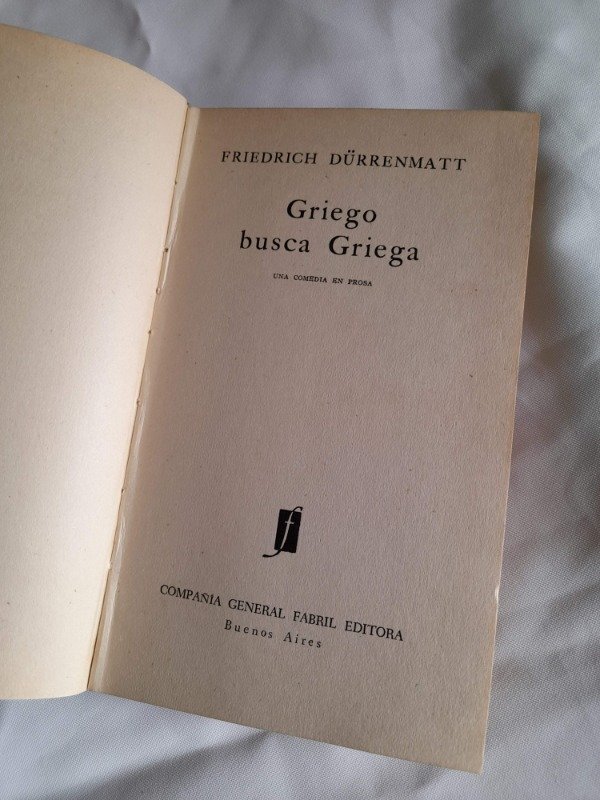 FRIEDRICH DÜRRENMATT
Griego
busca Griega
UNA COMEDIA EN PROSA
f
COMPAÑIA GENERAL FABRIL EDITORA
Buenos Aires